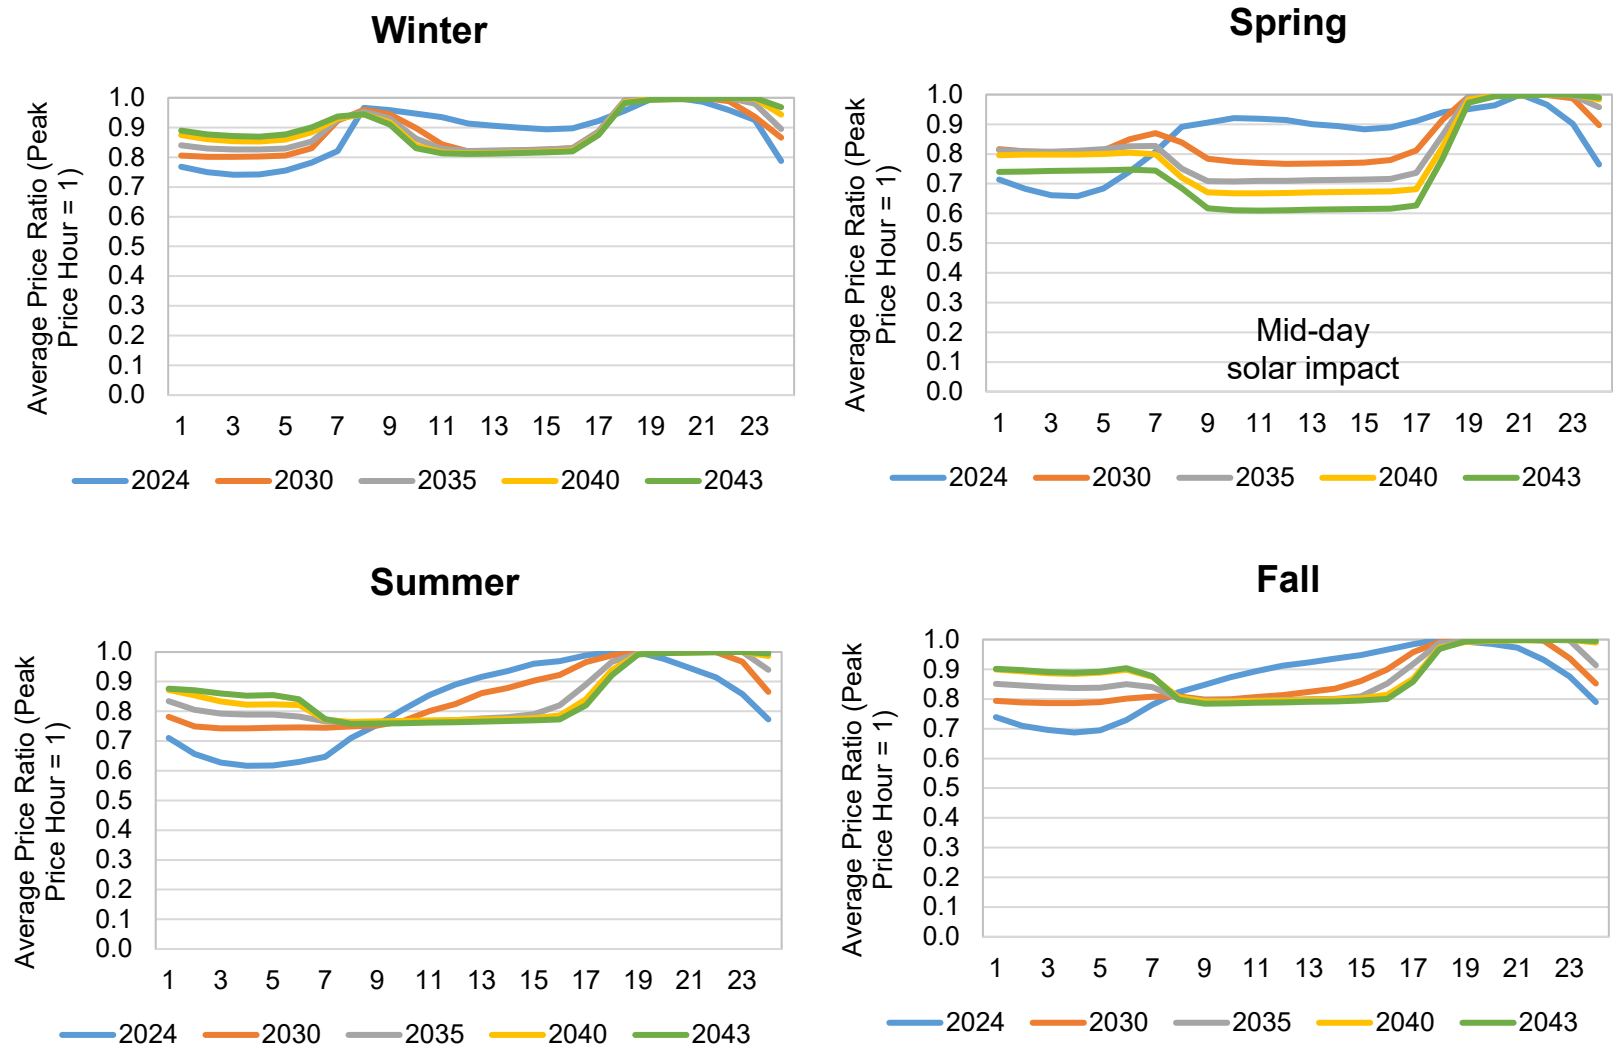 Winter
Average Price Ratio (Peak
Price Hour = 1)
1.0
0.9
0.8
0.7
0.6
0.5
0.4
0.3
0.2
0.1
0.0
1 3 5 7 9 11 13 15 17 19 21 23
2024 2030 2035 2040 2043
Spring
Average Price Ratio (Peak
Price Hour = 1)
1.0
0.9
0.8
0.7
0.6
0.5
0.4
0.3
0.2
0.1
0.0
Mid-day
solar impact
1 3 5 7 9 11 13 15 17 19 21 23
2024 2030 2035 2040 2043
Summer
Average Price Ratio (Peak
Price Hour = 1)
1.0
0.9
0.8
0.7
0.6
0.5
0.4
0.3
0.2
0.1
0.0
1 3 5 7 9 11 13 15 17 19 21 23
2024 2030 2035 2040 2043
Fall
Average Price Ratio (Peak
Price Hour = 1)
1.0
0.9
0.8
0.7
0.6
0.5
0.4
0.3
0.2
0.1
0.0
1 3 5 7 9 11 13 15 17 19 21 23
2024 2030 2035 2040 2043